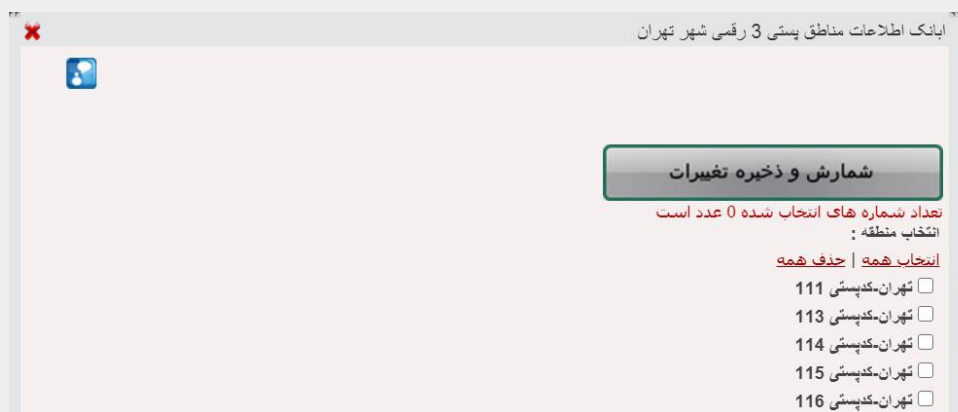 ابانک اطلاعات مناطق پستی 3 رقمی شهر تهران
شمارش و ذخیره تغییرات
تعداد شماره های انتخاب شده 0 عدد است
انتخاب منطقه :
انتخاب همه | حذف همه
تهران-کدپستی 111
تهران-کدپستی 113
تهران-کدپستی 114
تهران-کدپستی 115
تهران-کدپستی 116